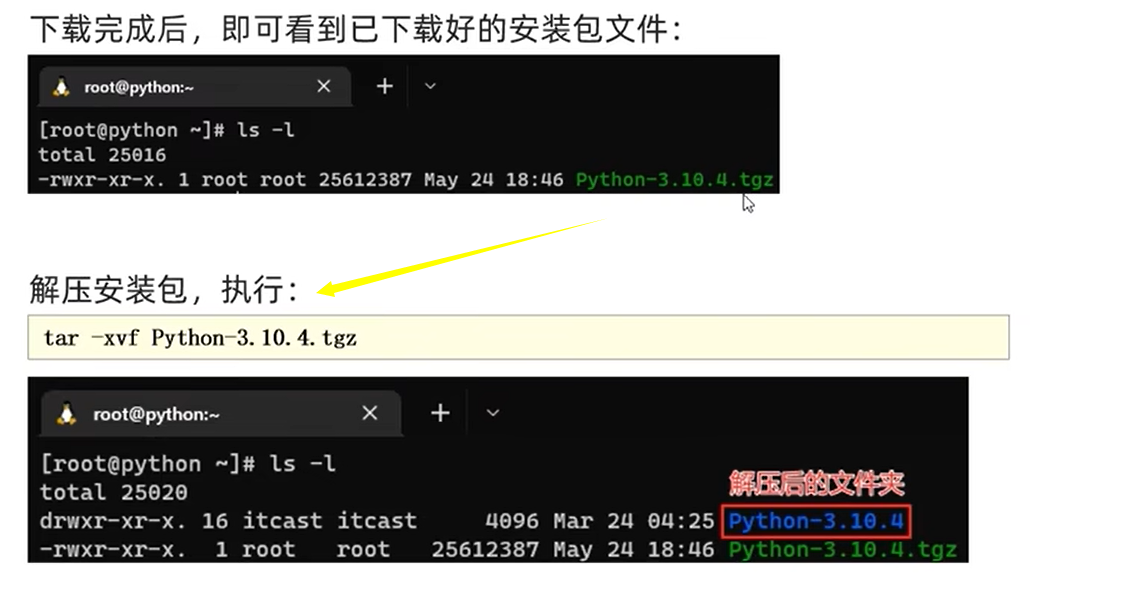 下载完成后，即可看到已下载好的安装包文件：
root@python:~
[root@python ~]# ls -l
total 25016
-rwxr-xr-x. 1 root root 25612387 May 24 18:46 Python-3.10.4.tgz
解压安装包，执行：
tar -xvf Python-3.10.4.tgz
root@python:~
[root@python ~]# ls -l
total 25020
解压后的文件夹
drwxr-xr-x. 16 itcast itcast 4096 Mar 24 04:25 Python-3.10.4
-rwxr-xr-x. 1 root root 25612387 May 24 18:46 Python-3.10.4.tgz